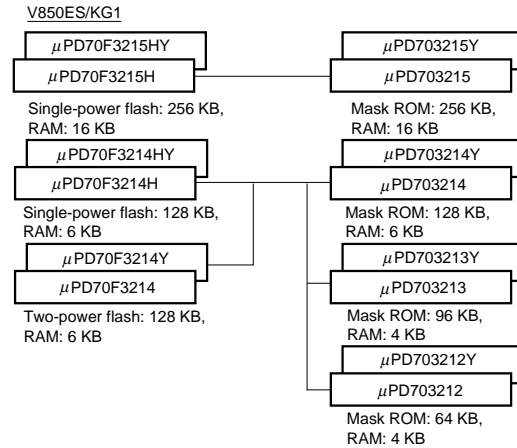 V850ES/KG1
μPD70F3215HY
μPD70F3215H
Single-power flash: 256 KB,
RAM: 16 KB
μPD703215Y
μPD703215
Mask ROM: 256 KB,
RAM: 16 KB
μPD70F3214HY
μPD70F3214H
Single-power flash: 128 KB,
RAM: 6 KB
μPD703214Y
μPD703214
Mask ROM: 128 KB,
RAM: 6 KB
μPD70F3214Y
μPD70F3214
Two-power flash: 128 KB,
RAM: 6 KB
μPD703213Y
μPD703213
Mask ROM: 96 KB,
RAM: 4 KB
μPD703212Y
μPD703212
Mask ROM: 64 KB,
RAM: 4 KB